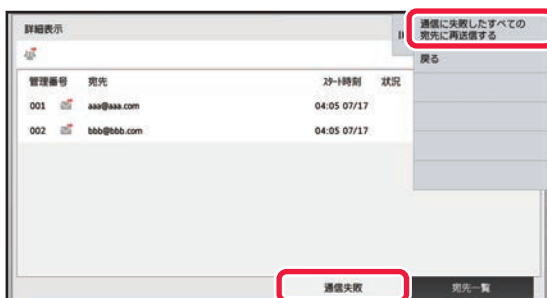 詳細表示
通信に失敗したすべての
宛先に再送信する
戻る
管理番号 宛先 スタート時刻 状況
001 aaa@aaa.com 04:05 07/17
002 bbb@bbb.com 04:05 07/17
通信失敗 宛先一覧